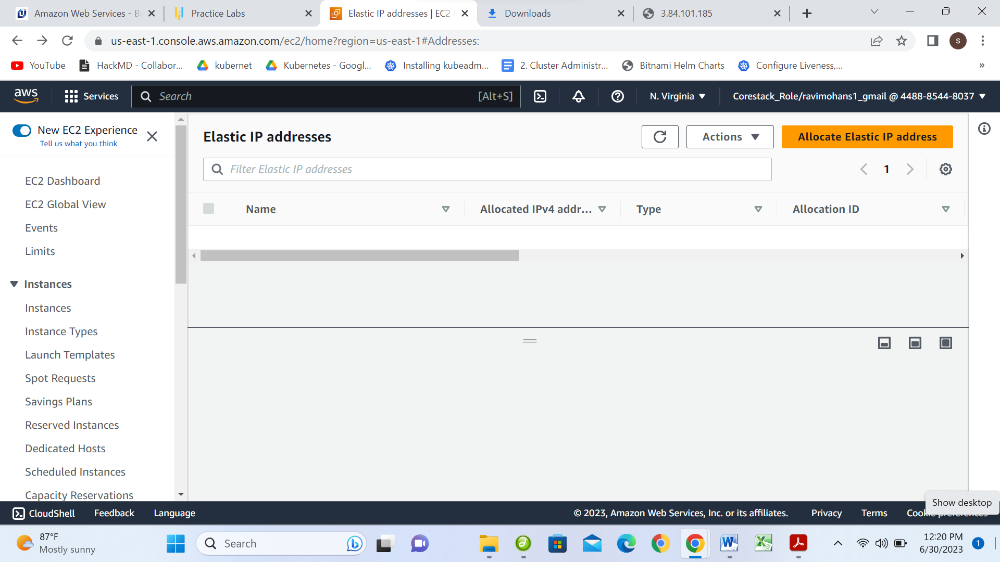 Amazon Web Services - B
Practice Labs
Elastic IP addresses | EC2
Downloads
3.84.101.185
us-east-1.console.aws.amazon.com/ec2/home?region=us-east-1#Addresses:
S
YouTube
HackMD - Collabor...
kubernet
Kubernetes - Googl...
Installing kubeadm...
2. Cluster Administr...
Bitnami Helm Charts
Configure Liveness,...
»
aws
Services
Search
[Alt+S]
N. Virginia
Corestack_Role/ravimohans1_gmail @ 4488-8544-8037
New EC2 Experience
Tell us what you think
EC2 Dashboard
EC2 Global View
Events
Limits
Instances
Instances
Instance Types
Launch Templates
Spot Requests
Savings Plans
Reserved Instances
Dedicated Hosts
Scheduled Instances
Capacity Reservations
Elastic IP addresses
Actions
Allocate Elastic IP address
Filter Elastic IP addresses
1
Name
Allocated IPv4 addr...
Type
Allocation ID
Show desktop
CloudShell
Feedback
Language
© 2023, Amazon Web Services, Inc. or its affiliates.
Privacy
Terms
Cookie preferences
87°F
Mostly sunny
Search
12:20 PM
6/30/2023
1